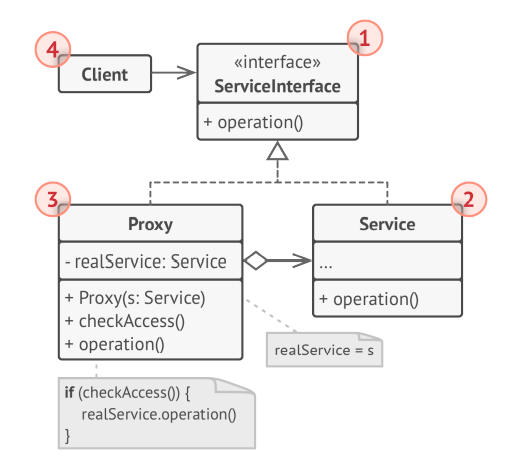 4
1
Client
«interface»
ServiceInterface
+ operation()
3
2
Proxy
- realService: Service
+ Proxy(s: Service)
+ checkAccess()
+ operation()
Service
...
+ operation()
realService = s
if (checkAccess()) {
realService.operation()
}